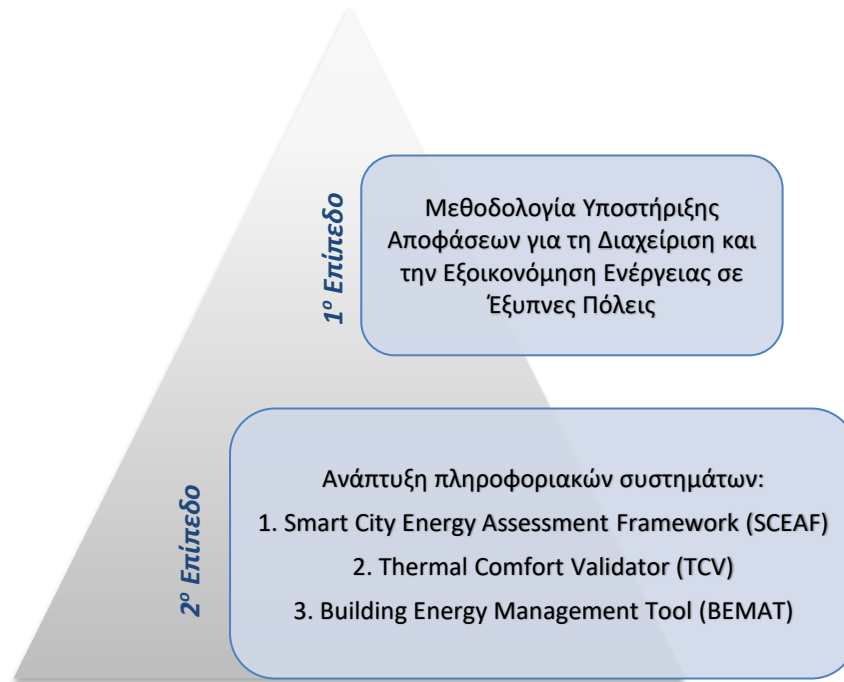 1ο Επίπεδο
Μεθοδολογία Υποστήριξης
Αποφάσεων για τη Διαχείριση και
την Εξοικονόμηση Ενέργειας σε
Έξυπνες Πόλεις
2ο Επίπεδο
Ανάπτυξη πληροφοριακών συστημάτων:
1. Smart City Energy Assessment Framework (SCEAF)
2. Thermal Comfort Validator (TCV)
3. Building Energy Management Tool (BEMAT)